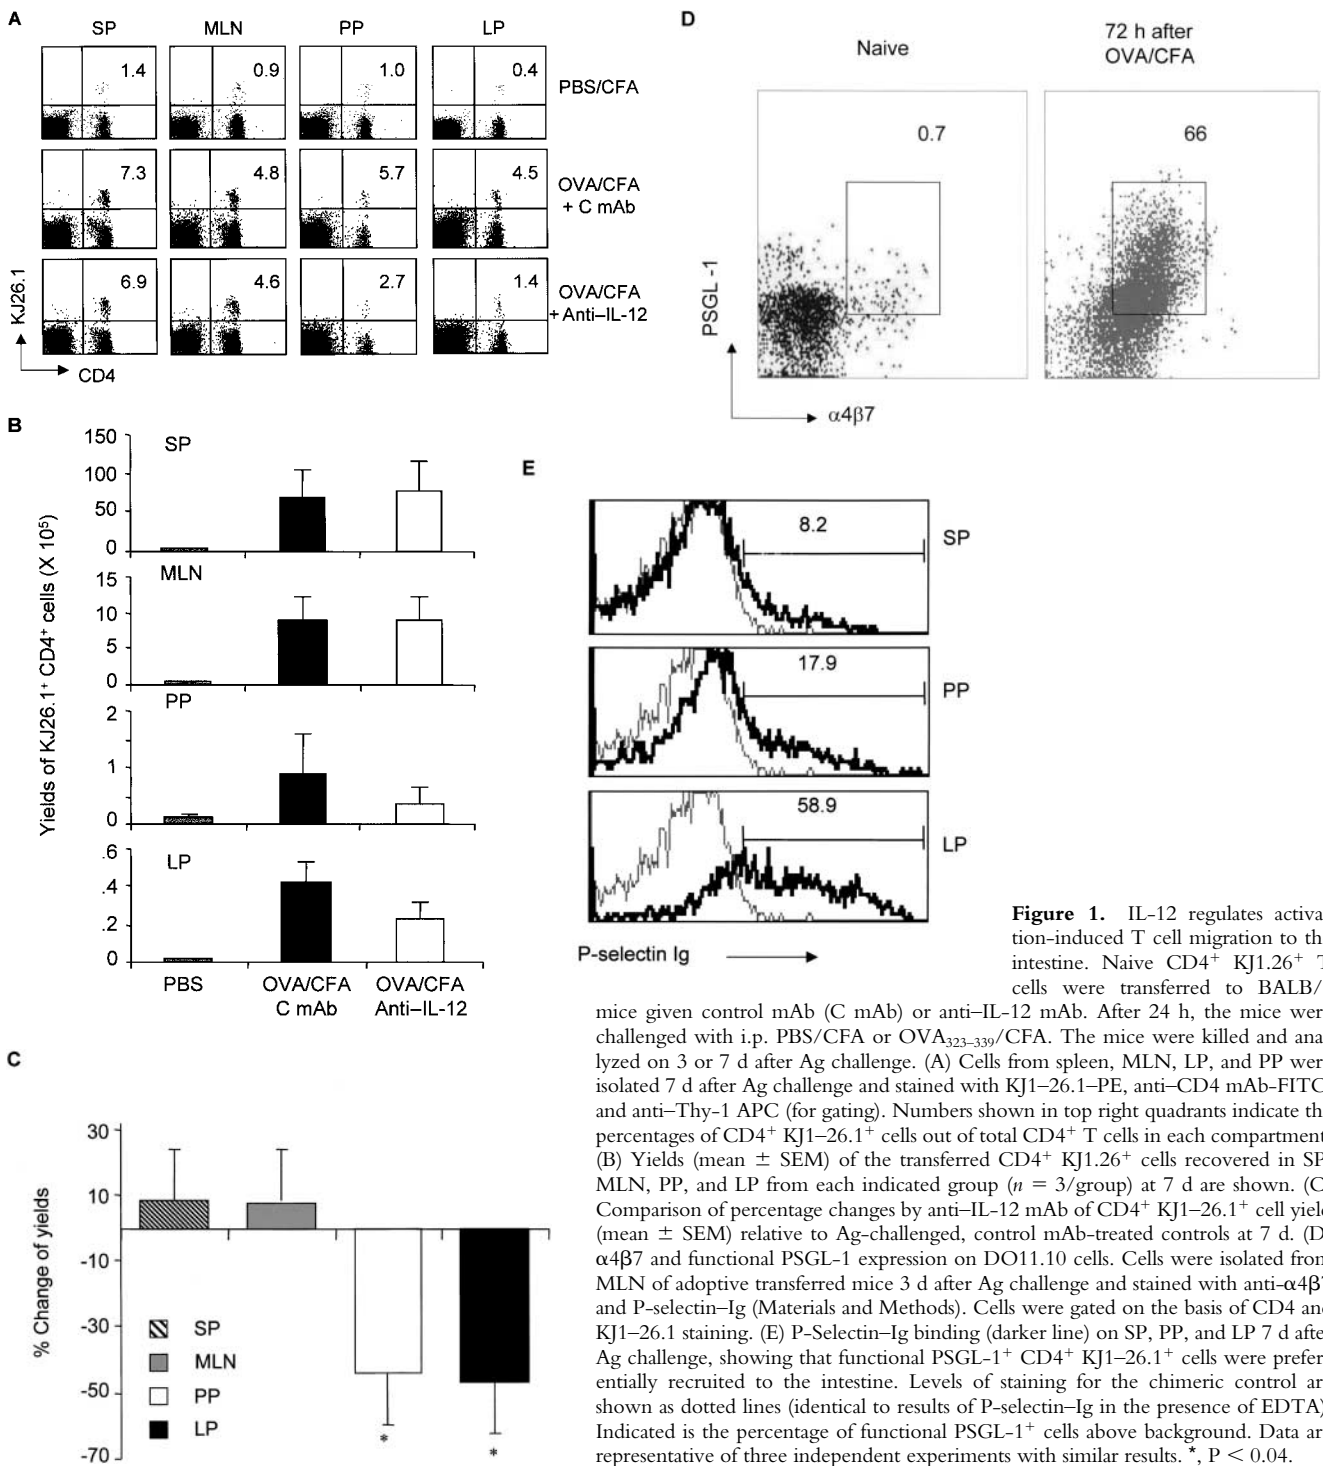 A
SP MLN PP LP
1.4 0.9 1.0 0.4 PBS/CFA
7.3 4.8 5.7 4.5 OVA/CFA
+ C mAb
6.9 4.6 2.7 1.4 OVA/CFA
+ Anti–IL-12
KJ26.1
CD4
B
Yields of KJ26.1+ CD4+ cells (X 10⁵)
150
SP
100
50
0
15
MLN
10
5
0
PP
2
1
0
.6
LP
.4
.2
0
PBS OVA/CFA OVA/CFA
C mAb Anti–IL-12
C
% Change of yields
30
10
-10
-30
-50
-70
SP
MLN
PP
LP
* *
D
Naive 72 h after
OVA/CFA
0.7 66
PSGL -1
α4β7
E
8.2 SP
17.9 PP
58.9 LP
P-selectin Ig
Figure 1. IL-12 regulates activa
tion-induced T cell migration to th
intestine. Naive CD4+ KJ1.26+ T
cells were transferred to BALB/
mice given control mAb (C mAb) or anti–IL-12 mAb. After 24 h, the mice wer
challenged with i.p. PBS/CFA or OVA₃₂₃₋₃₃₉/CFA. The mice were killed and ana
lyzed on 3 or 7 d after Ag challenge. (A) Cells from spleen, MLN, LP, and PP wer
isolated 7 d after Ag challenge and stained with KJ1–26.1–PE, anti–CD4 mAb-FITC
and anti–Thy-1 APC (for gating). Numbers shown in top right quadrants indicate th
percentages of CD4+ KJ1–26.1+ cells out of total CD4+ T cells in each compartment
(B) Yields (mean ± SEM) of the transferred CD4+ KJ1.26+ cells recovered in SP
MLN, PP, and LP from each indicated group (n = 3/group) at 7 d are shown. (C
Comparison of percentage changes by anti–IL-12 mAb of CD4+ KJ1–26.1+ cell yield
(mean ± SEM) relative to Ag-challenged, control mAb-treated controls at 7 d. (D
α4β7 and functional PSGL-1 expression on DO11.10 cells. Cells were isolated from
MLN of adoptive transferred mice 3 d after Ag challenge and stained with anti-α4β7
and P-selectin–Ig (Materials and Methods). Cells were gated on the basis of CD4 and
KJ1–26.1 staining. (E) P-Selectin–Ig binding (darker line) on SP, PP, and LP 7 d afte
Ag challenge, showing that functional PSGL-1+ CD4+ KJ1–26.1+ cells were prefer
entially recruited to the intestine. Levels of staining for the chimeric control ar
shown as dotted lines (identical to results of P-selectin–Ig in the presence of EDTA)
Indicated is the percentage of functional PSGL-1+ cells above background. Data ar
representative of three independent experiments with similar results. *, P < 0.04.